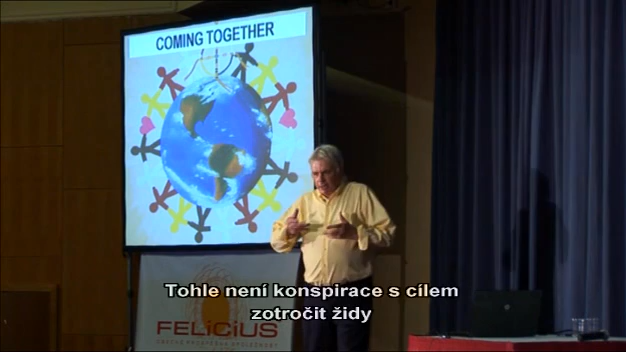 COMING TOGETHER
FELiCiUS
Tohle není konspirace s cílem
zotročit židy